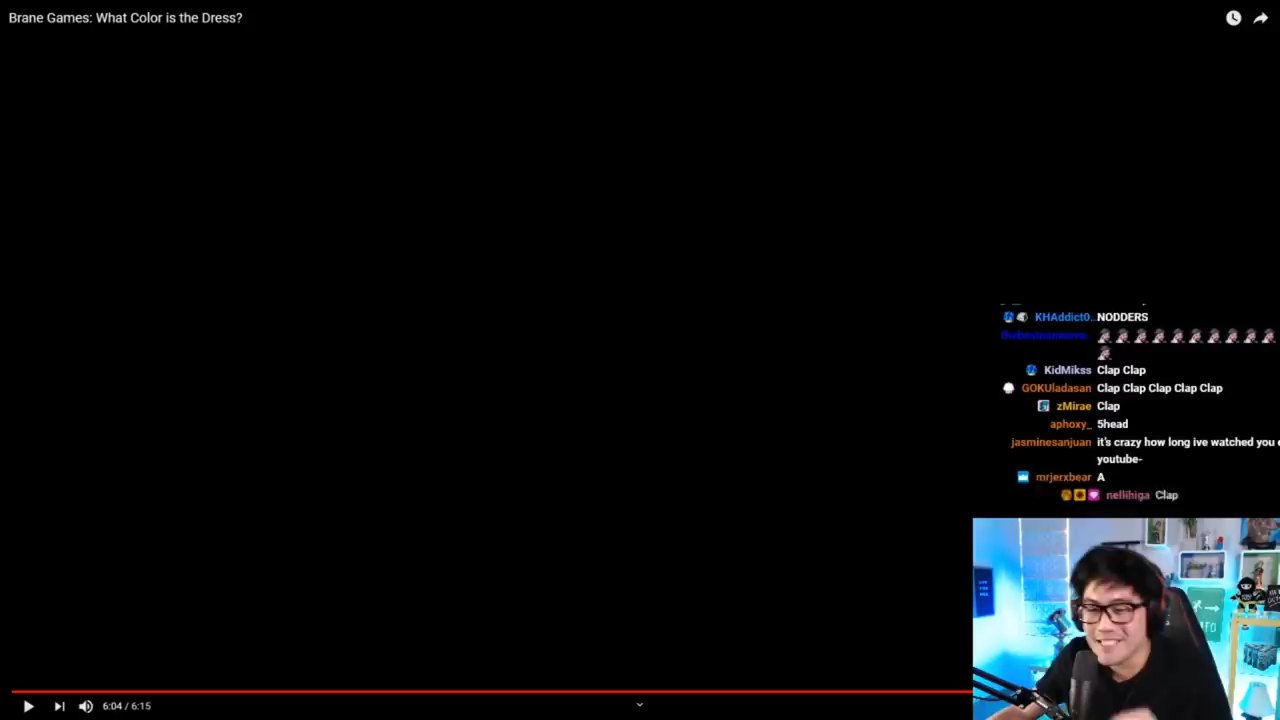 Brane Games: What Color is the Dress?
KHAddict0.. NODDERS
KidMikss Clap Clap
GOKUladasan Clap Clap Clap Clap Clap
zMirae Clap
aphoxy_ 5head
jasminesanjuan it's crazy how long ive watched you
youtube-
mrjerxbear A
nellihiga Clap
6:04 / 6:15